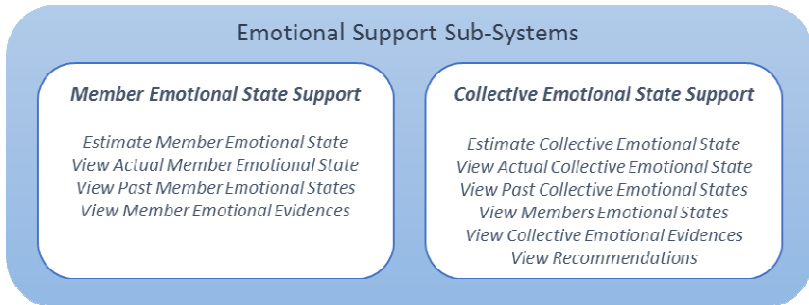 Emotional Support Sub-Systems
Member Emotional State Support
Estimate Member Emotional State
View Actual Member Emotional State
View Past Member Emotional States
View Member Emotional Evidences
Collective Emotional State Support
Estimate Collective Emotional State
View Actual Collective Emotional State
View Past Collective Emotional States
View Members Emotional States
View Collective Emotional Evidences
View Recommendations